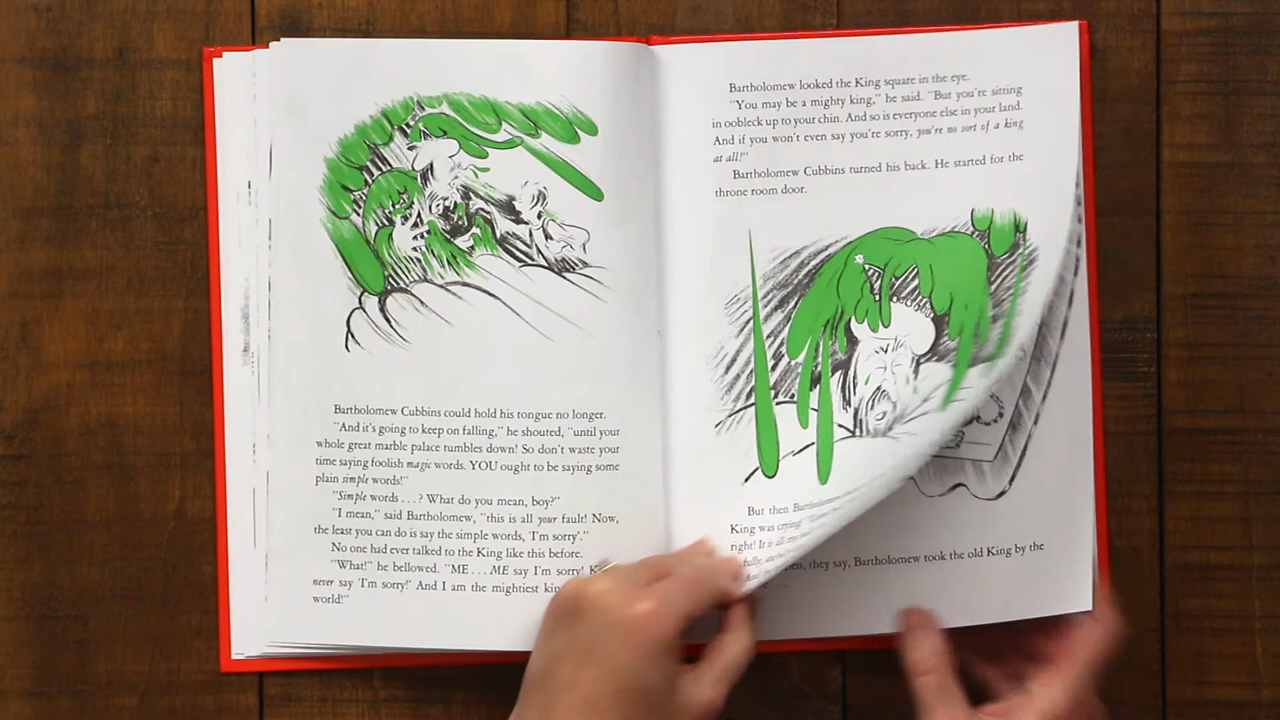 Bartholomew Cubbins could hold his tongue no longer.
"And it's going to keep on falling," he shouted, "until your
whole great marble palace tumbles down! So don't waste your
time saying foolish magic words. YOU ought to be saying some
plain simple words!"
"Simple words . . . ? What do you mean, boy?"
"I mean," said Bartholomew, "this is all your fault! Now,
the least you can do is say the simple words, 'I'm sorry'."
No one had ever talked to the King like this before.
"What!" he bellowed. "ME . . . ME say I'm sorry!
never say 'I'm sorry!' And I am the mightiest
world!"
Bartholomew looked the King square in the eye.
"You may be a mighty king," he said. "But you're sitting
in oobleck up to your chin. And so is everyone else in your land.
And if you won't even say you're sorry, you're no sort of a king
at all!"
Bartholomew Cubbins turned his back. He started for the
throne room door.
But then
King was crying.
right! It is all my
they say, Bartholomew took the old King by the